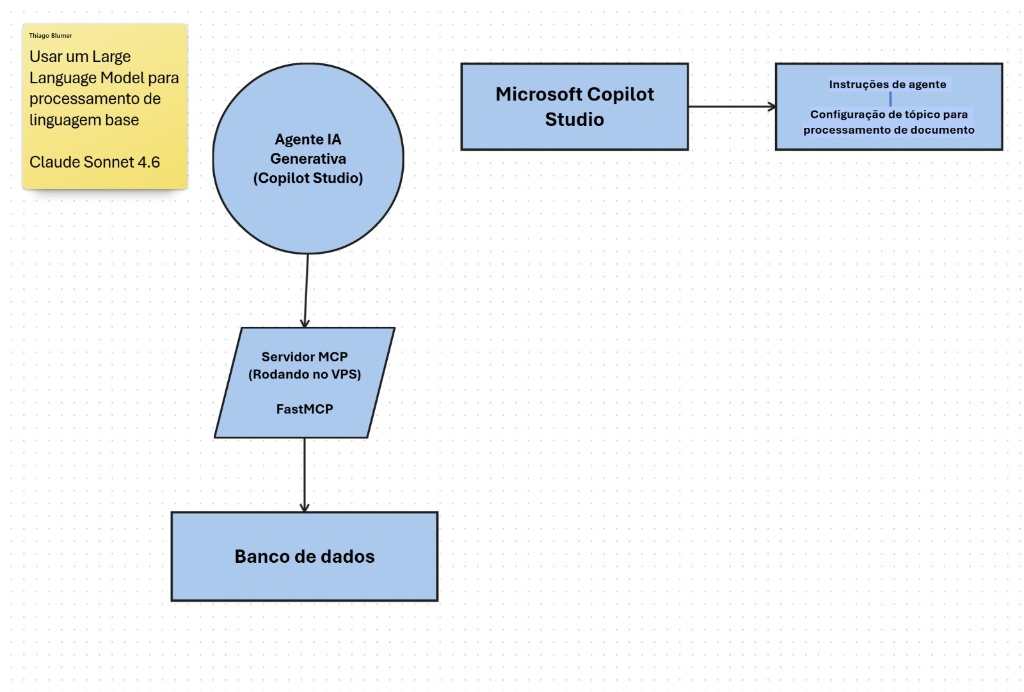 Thiago Blumer
Usar um Large
Language Model para
processamento de
linguagem base
Claude Sonnet 4.6
Agente IA
Generativa
(Copilot Studio)
Microsoft Copilot
Studio
Instruções de agente
Configuração de tópico para
processamento de documento
Servidor MCP
(Rodando no VPS)
FastMCP
Banco de dados